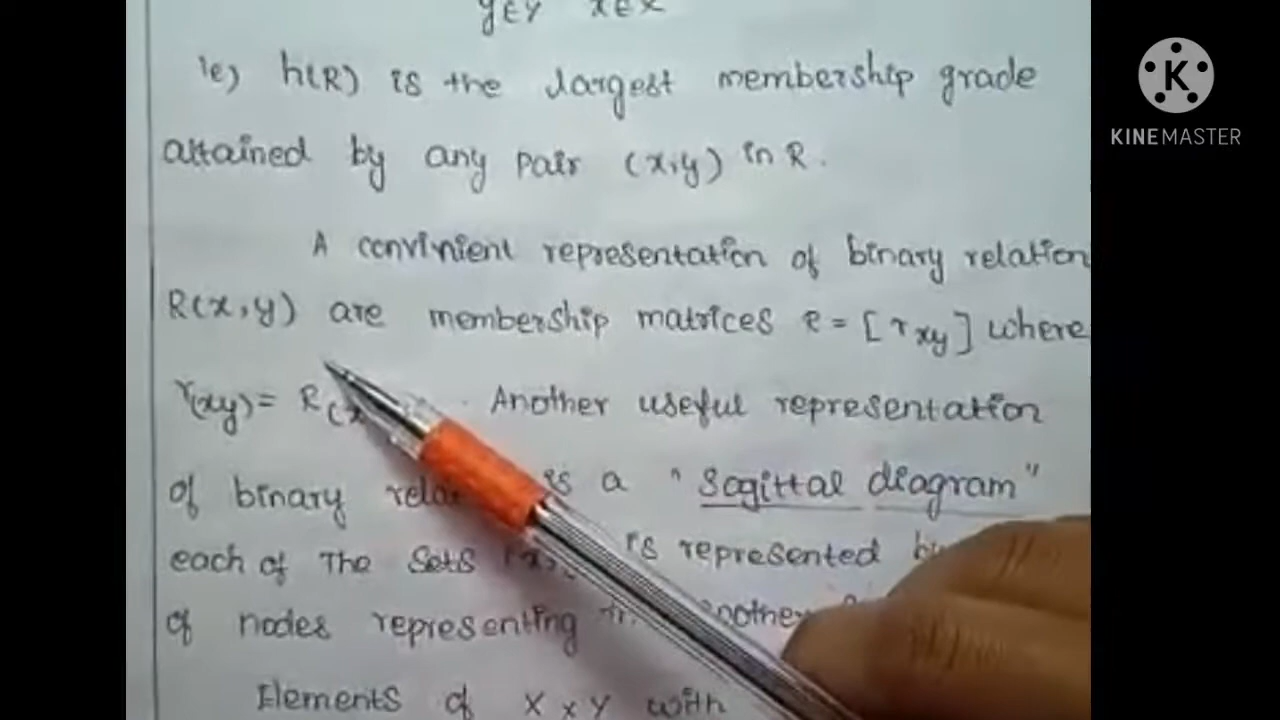 y∈Y x∈X
ie) h(R) is the largest membership grade
attained by any pair (x,y) in R.
A convinient representation of binary relation
R(x,y) are membership matrices R = [r xy] where
r(xy) = R(x Another useful representation
of binary is a "Sagittal diagram"
each of The Sets is represented
of nodes representing
Elements of X x Y with
K
KINEMASTER